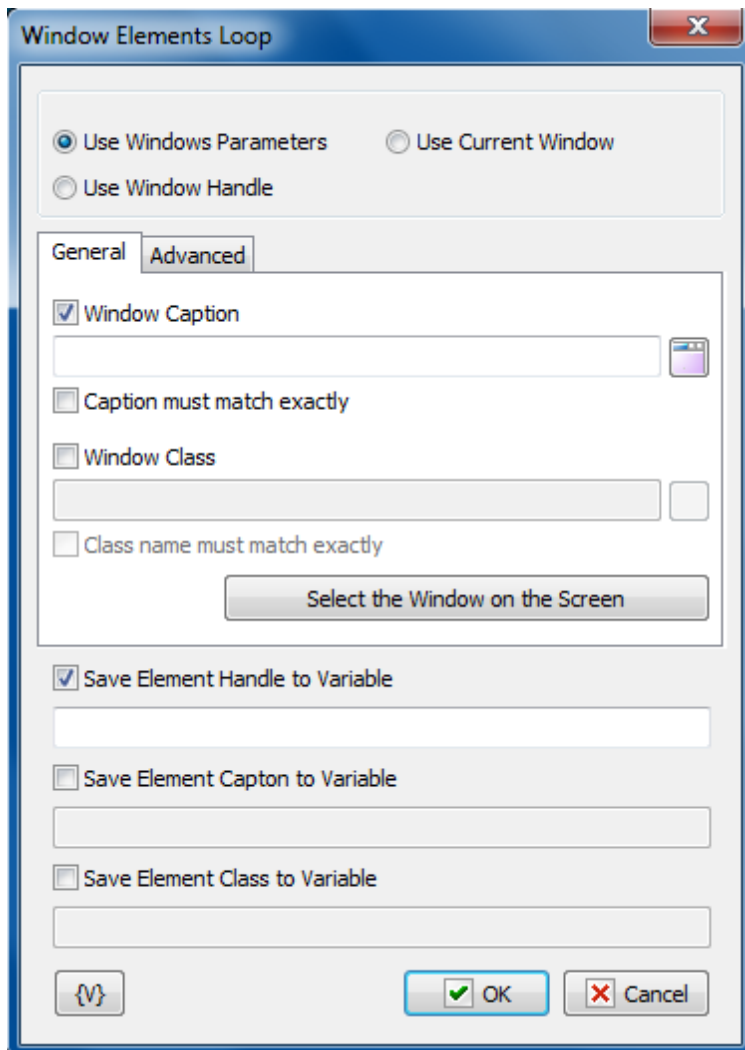 Window Elements Loop
Use Windows Parameters Use Current Window
Use Window Handle
General Advanced
Window Caption
Caption must match exactly
Window Class
Class name must match exactly
Select the Window on the Screen
Save Element Handle to Variable
Save Element Capton to Variable
Save Element Class to Variable
{V} OK Cancel